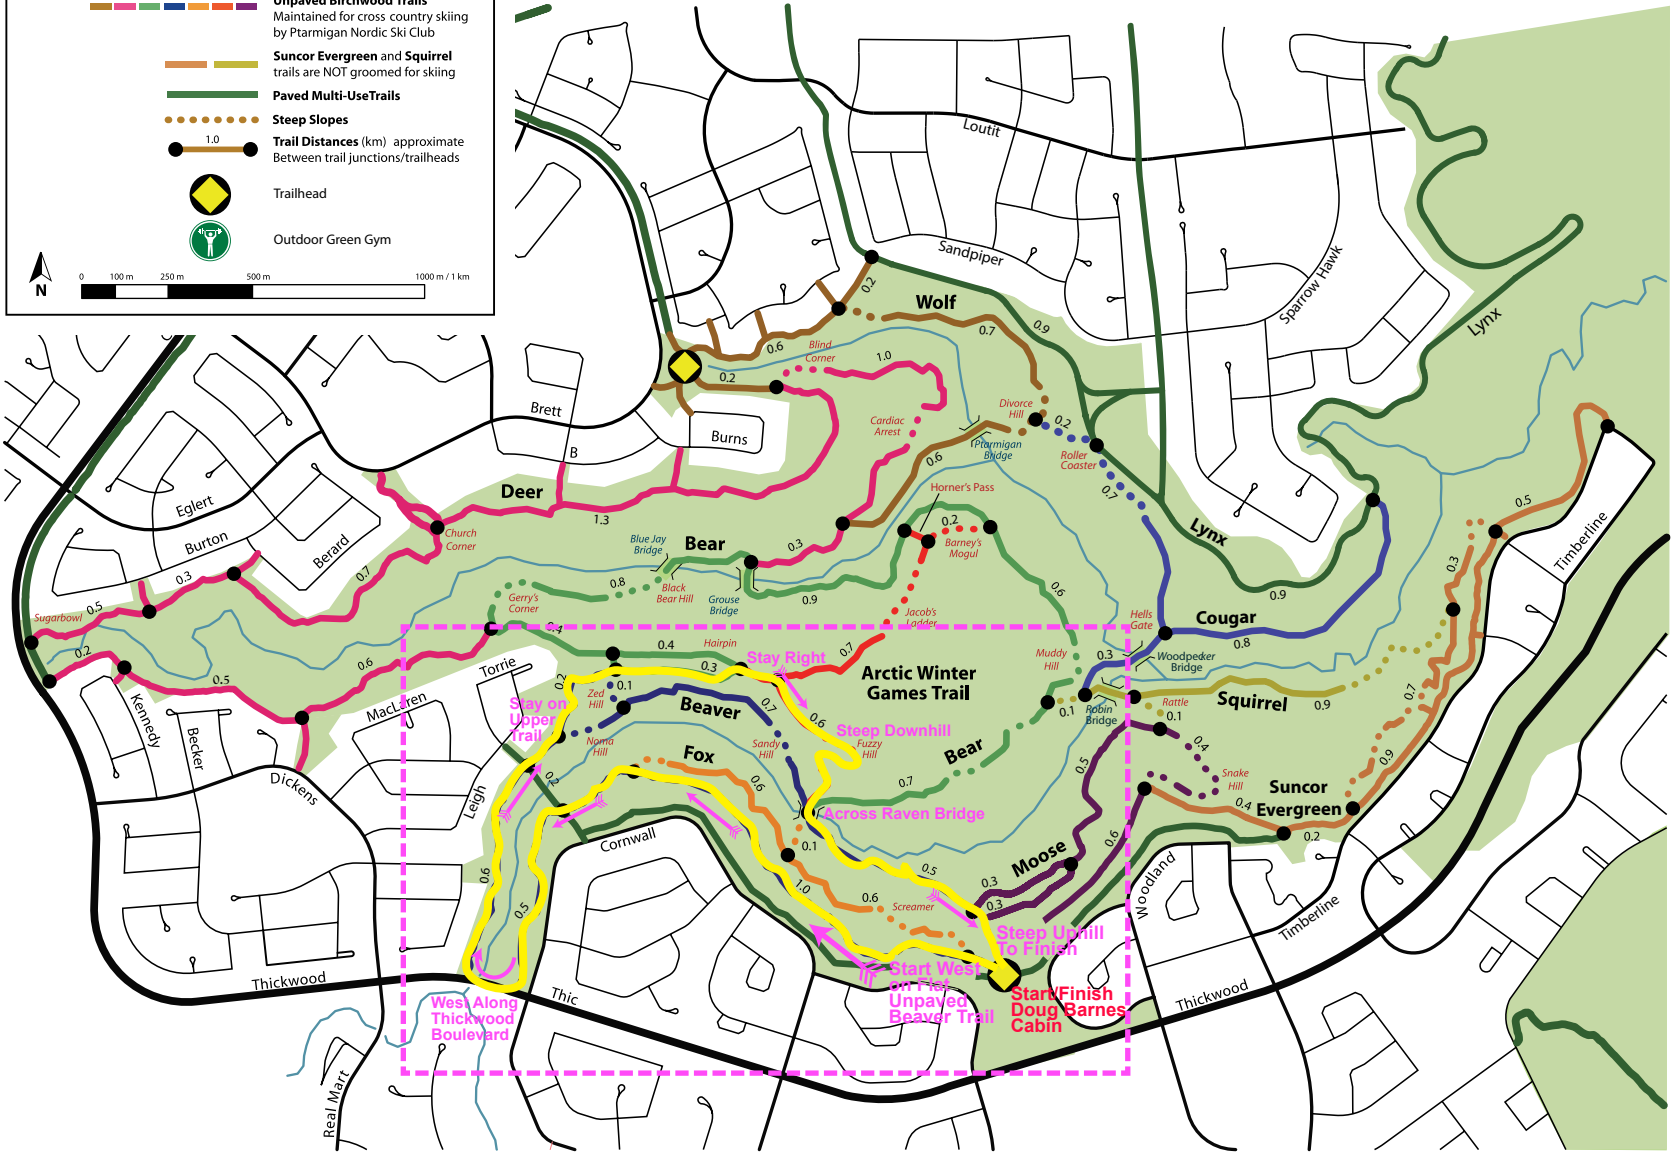 Unpaved Birchwood Trails
Maintained for cross country skiing
by Ptarmigan Nordic Ski Club
Suncor Evergreen and Squirrel
trails are NOT groomed for skiing
Paved Multi-UseTrails
Steep Slopes
1.0
Trail Distances (km) approximate
Between trail junctions/trailheads
Trailhead
Outdoor Green Gym
N
0 100 m 250 m 500 m 1000 m / 1 km
Loutit
Sandpiper
Sparrow Hawk
Lynx
Wolf
0.2
0.9
0.7
0.6
Blind
Corner
1.0
0.2
Brett
Burns
B
Cardiac
Arrest
Divorce
Hill
0.2
Ptarmigan
Bridge
Roller
Coaster
0.6
0.7
Horner's Pass
Deer
1.3
Eglert
Burton
Berard
Church
Corner
0.7
0.3
0.5
Sugarbowl
0.2
Blue Jay
Bridge
Bear
0.3
0.2
Barney's
Mogul
Lynx
0.5
Timberline
0.3
0.9
Gerry's
Corner
0.8
Black
Bear Hill
Grouse
Bridge
0.9
0.6
Jacob's
Ladder
Hells
Gate
Cougar
0.8
0.4
0.4
Hairpin
0.7
Stay Right
Arctic Winter
Games Trail
Muddy
Hill
0.3
Woodpecker
Bridge
0.6
0.5
Torrie
0.2
0.1
Zed
Hill
0.3
Kennedy
Becker
MacLaren
Stay on
Upper
Trail
Beaver
0.7
0.6
Steep Downhill
Fuzzy
Hill
0.1
Robin
Bridge
Rattle
0.1
Squirrel
0.9
0.7
Noma
Hill
Fox
Sandy
Hill
Bear
0.5
0.4
Snake
Hill
0.9
Dickens
Leigh
0.2
0.6
0.7
Across Raven Bridge
Suncor
Evergreen
0.4
0.2
Cornwall
0.1
Moose
0.6
0.6
0.5
1.0
0.6
Screamer
0.5
0.3
0.3
Woodland
Timberline
Steep Uphill
To Finish
Start West
on Flat
Unpaved
Beaver Trail
Start/Finish
Doug Barnes
Cabin
Thickwood
Thic
Thickwood
West Along
Thickwood
Boulevard
Real Mart